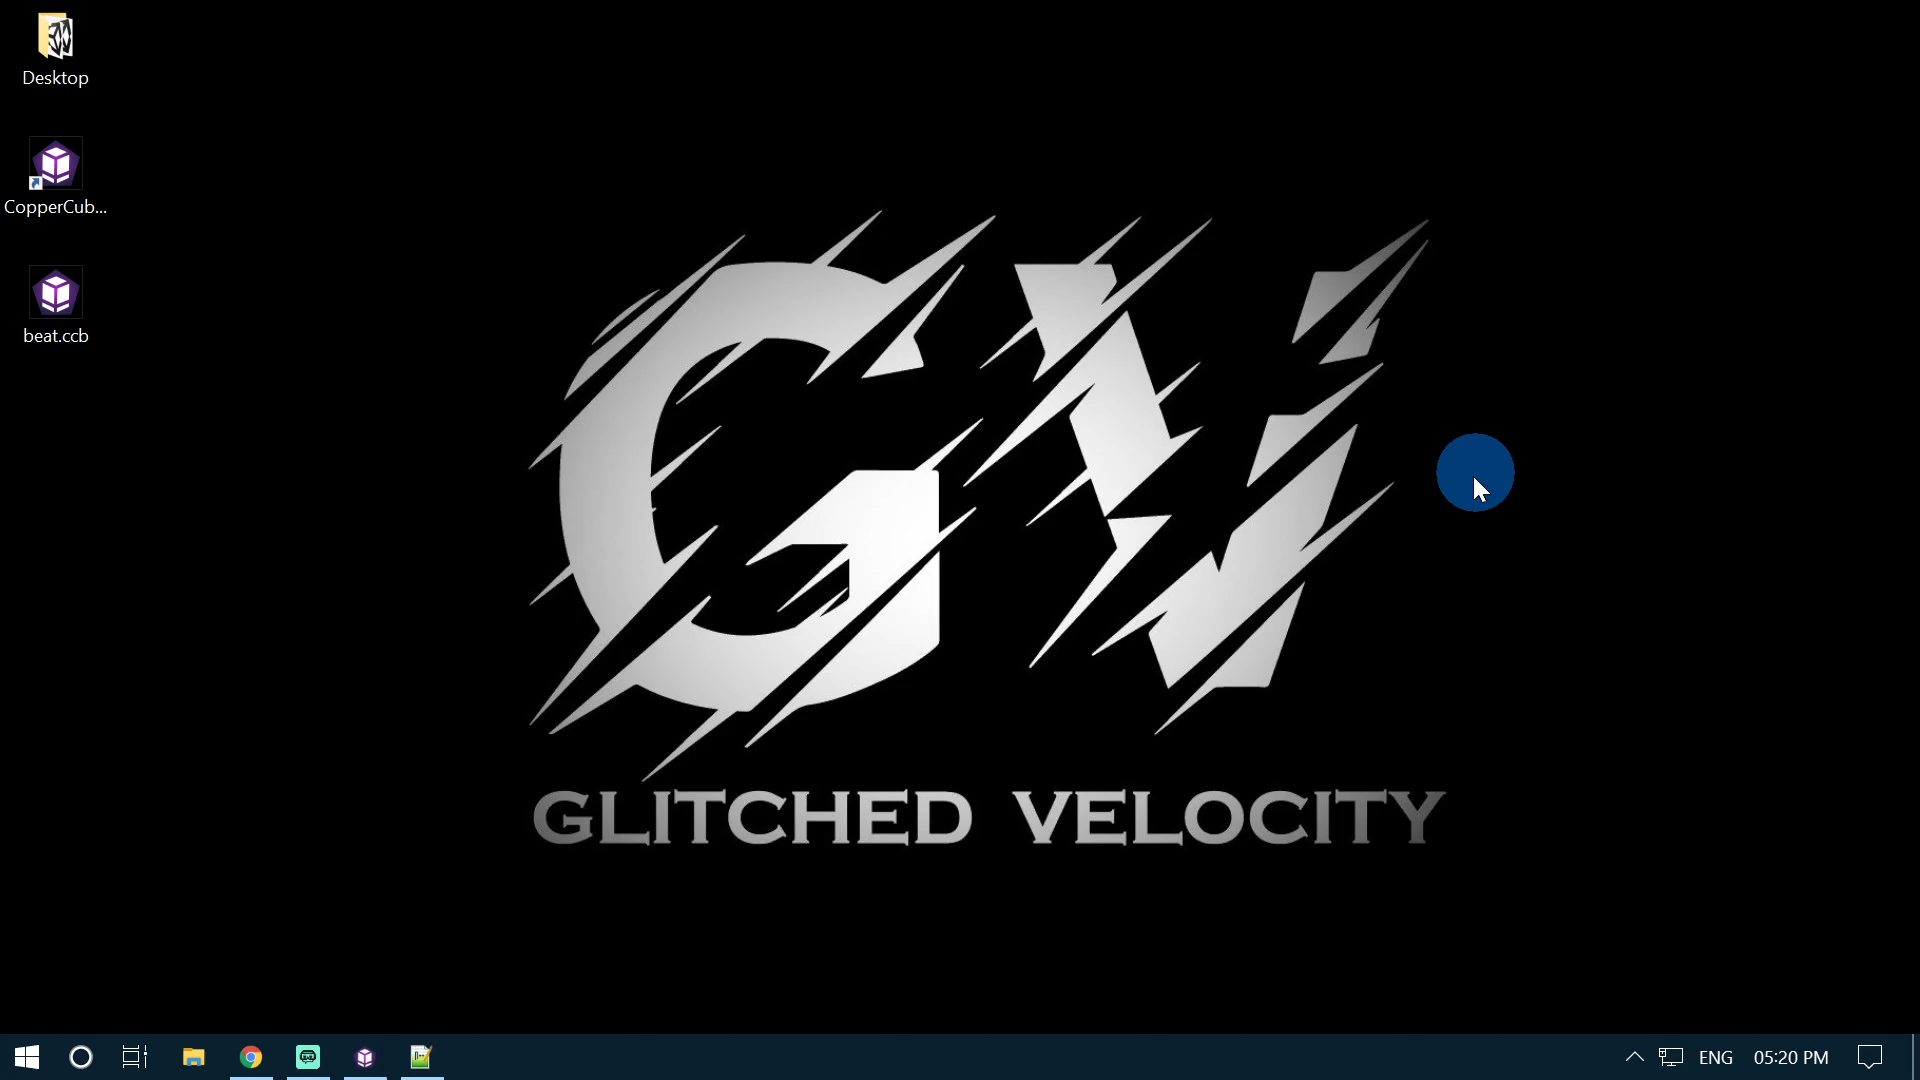 Desktop
CopperCub...
beat.ccb
GV
GLITCHED VELOCITY
ENG
05:20 PM